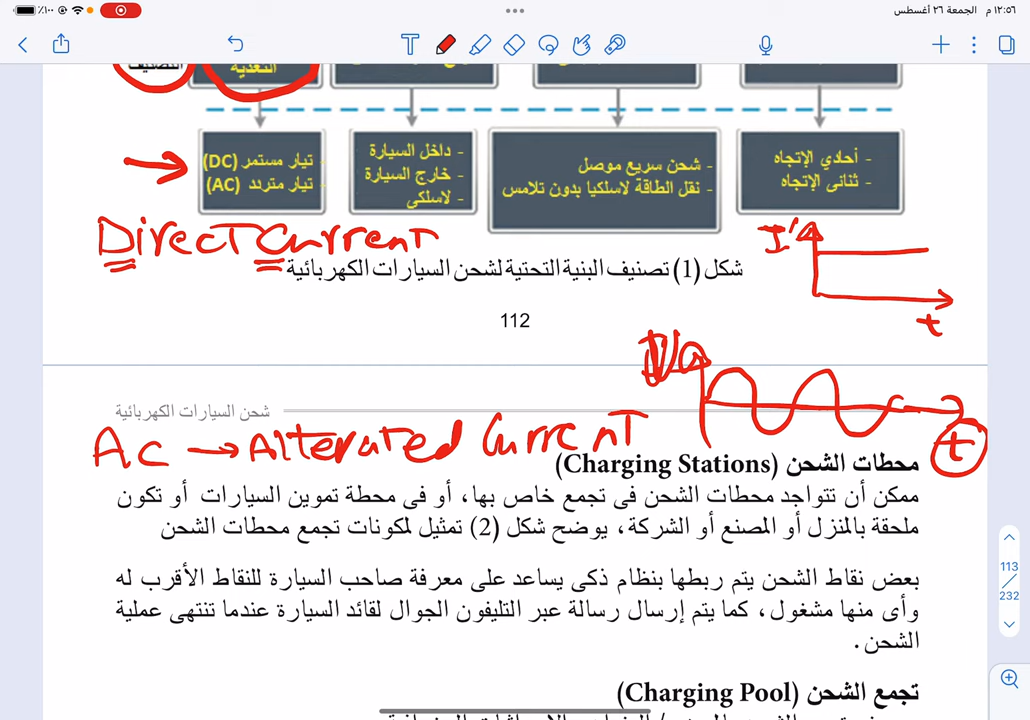 ١٢:٥٦ م الجمعة ٢٦ أغسطس
٪١٠٠
التصنيف
التغذية
- أحادي الإتجاه
- ثنائى الإتجاه
- شحن سريع موصل
- نقل الطاقة لاسلكيا بدون تلامس
- داخل السيارة
- خارج السيارة
- لاسلكى
تيار مستمر (DC)
تيار متردد (AC)
Direct Current
I
t
شكل (1) تصنيف البنية التحتية لشحن السيارات الكهربائية
112
شحن السيارات الكهربائية
t
A.C → Alterated Current
محطات الشحن (Charging Stations)
ممكن أن تتواجد محطات الشحن فى تجمع خاص بها، أو فى محطة تموين السيارات أو تكون
ملحقة بالمنزل أو المصنع أو الشركة، يوضح شكل (2) تمثيل لمكونات تجمع محطات الشحن
بعض نقاط الشحن يتم ربطها بنظام ذكى يساعد على معرفة صاحب السيارة للنقاط الأقرب له
وأى منها مشغول، كما يتم إرسال رسالة عبر التليفون الجوال لقائد السيارة عندما تنتهى عملية
الشحن.
تجمع الشحن (Charging Pool)
113
232